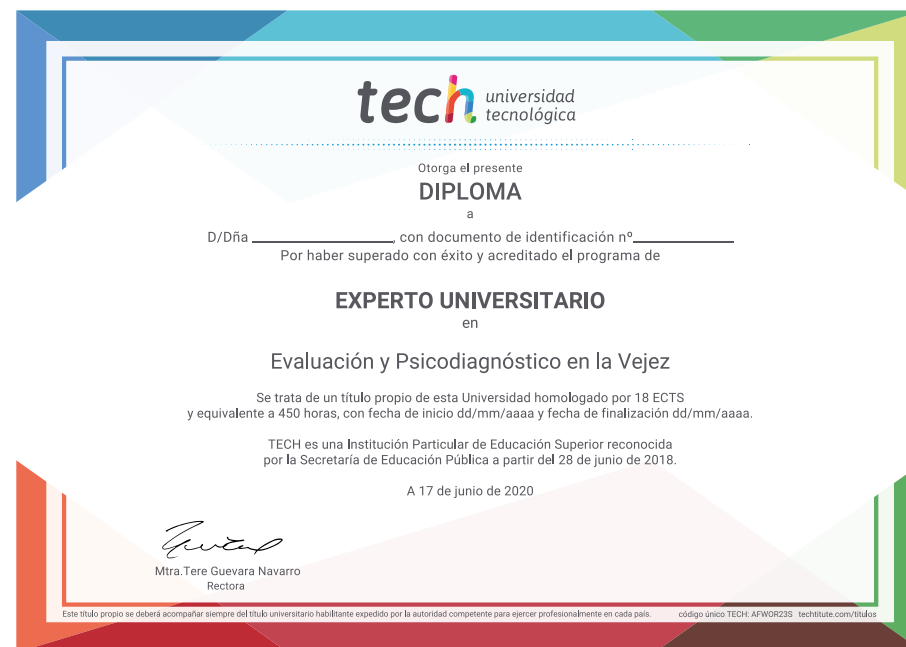 tech universidad
tecnológica
Otorga el presente
DIPLOMA
a
D/Dña ____________________, con documento de identificación nº______________
Por haber superado con éxito y acreditado el programa de
EXPERTO UNIVERSITARIO
en
Evaluación y Psicodiagnóstico en la Vejez
Se trata de un título propio de esta Universidad homologado por 18 ECTS
y equivalente a 450 horas, con fecha de inicio dd/mm/aaaa y fecha de finalización dd/mm/aaaa.
TECH es una Institución Particular de Educación Superior reconocida
por la Secretaría de Educación Pública a partir del 28 de junio de 2018.
A 17 de junio de 2020
Mtra.Tere Guevara Navarro
Rectora
Este título propio se deberá acompañar siempre del título universitario habilitante expedido por la autoridad competente para ejercer profesionalmente en cada país. código único TECH: AFWOR23S techtitute.com/titulos